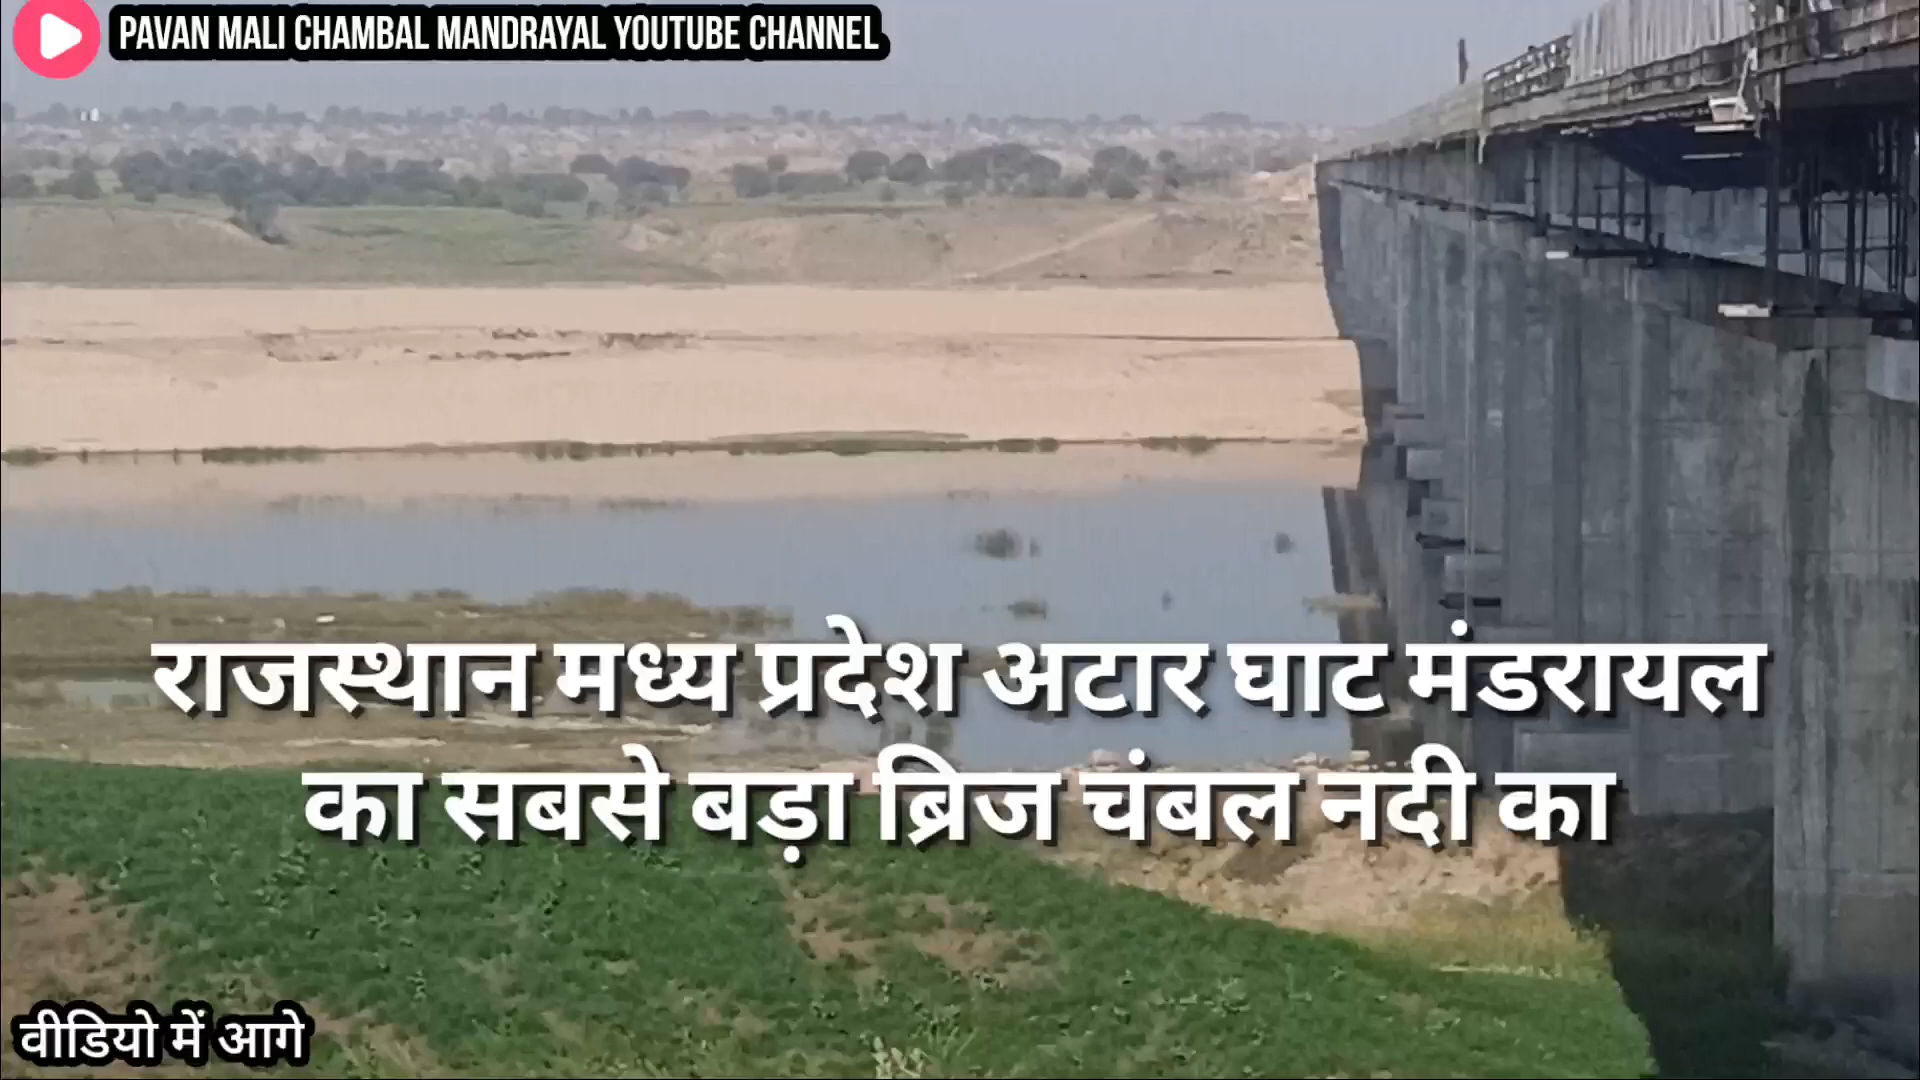 PAVAN MALI CHAMBAL MANDRAYAL YOUTUBE CHANNEL
राजस्थान मध्य प्रदेश अटार घाट मंडरायल
का सबसे बड़ा ब्रिज चंबल नदी का
वीडियो में आगे